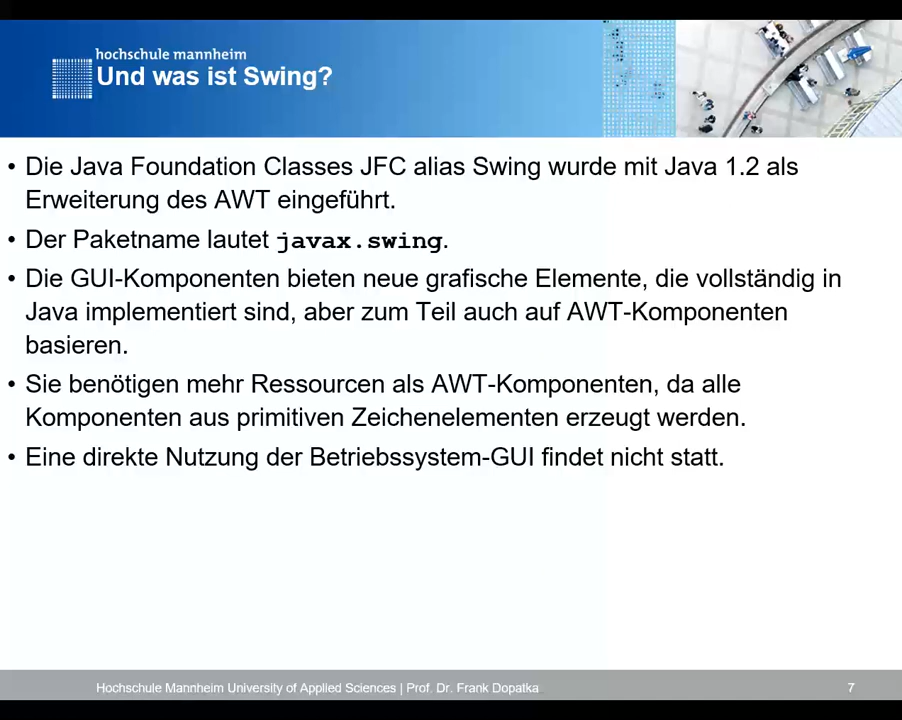 hochschule mannheim
Und was ist Swing?
• Die Java Foundation Classes JFC alias Swing wurde mit Java 1.2 als
Erweiterung des AWT eingeführt.
• Der Paketname lautet javax.swing.
• Die GUI-Komponenten bieten neue grafische Elemente, die vollständig in
Java implementiert sind, aber zum Teil auch auf AWT-Komponenten
basieren.
• Sie benötigen mehr Ressourcen als AWT-Komponenten, da alle
Komponenten aus primitiven Zeichenelementen erzeugt werden.
• Eine direkte Nutzung der Betriebssystem-GUI findet nicht statt.
Hochschule Mannheim University of Applied Sciences | Prof. Dr. Frank Dopatka
7